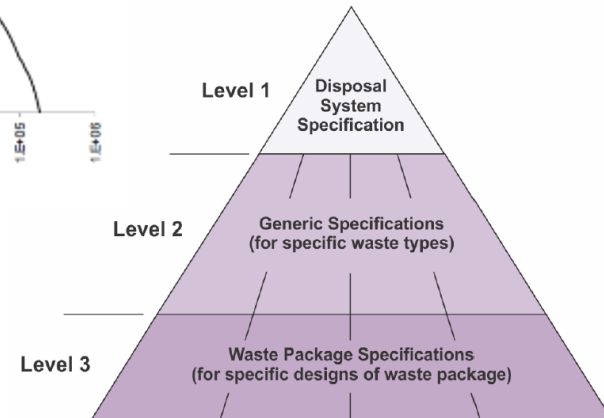 Level 1
Disposal
System
Specification
1.E+05
1.E+06
Level 2
Generic Specifications
(for specific waste types)
Level 3
Waste Package Specifications
(for specific designs of waste package)